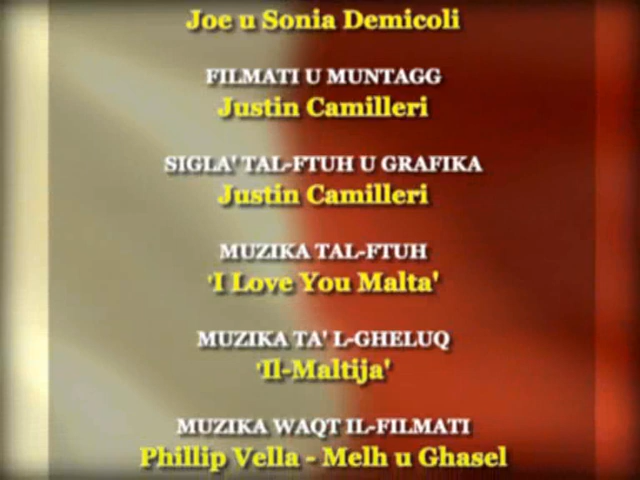 Joe u Sonia Demicoli
FILMATI U MUNTAGG
Justin Camilleri
SIGLA' TAL-FTUH U GRAFIKA
Justin Camilleri
MUZIKA TAL-FTUH
'I Love You Malta'
MUZIKA TA' L-GHELUQ
'Il-Maltija'
MUZIKA WAQT IL-FILMATI
Phillip Vella - Melh u Ghasel